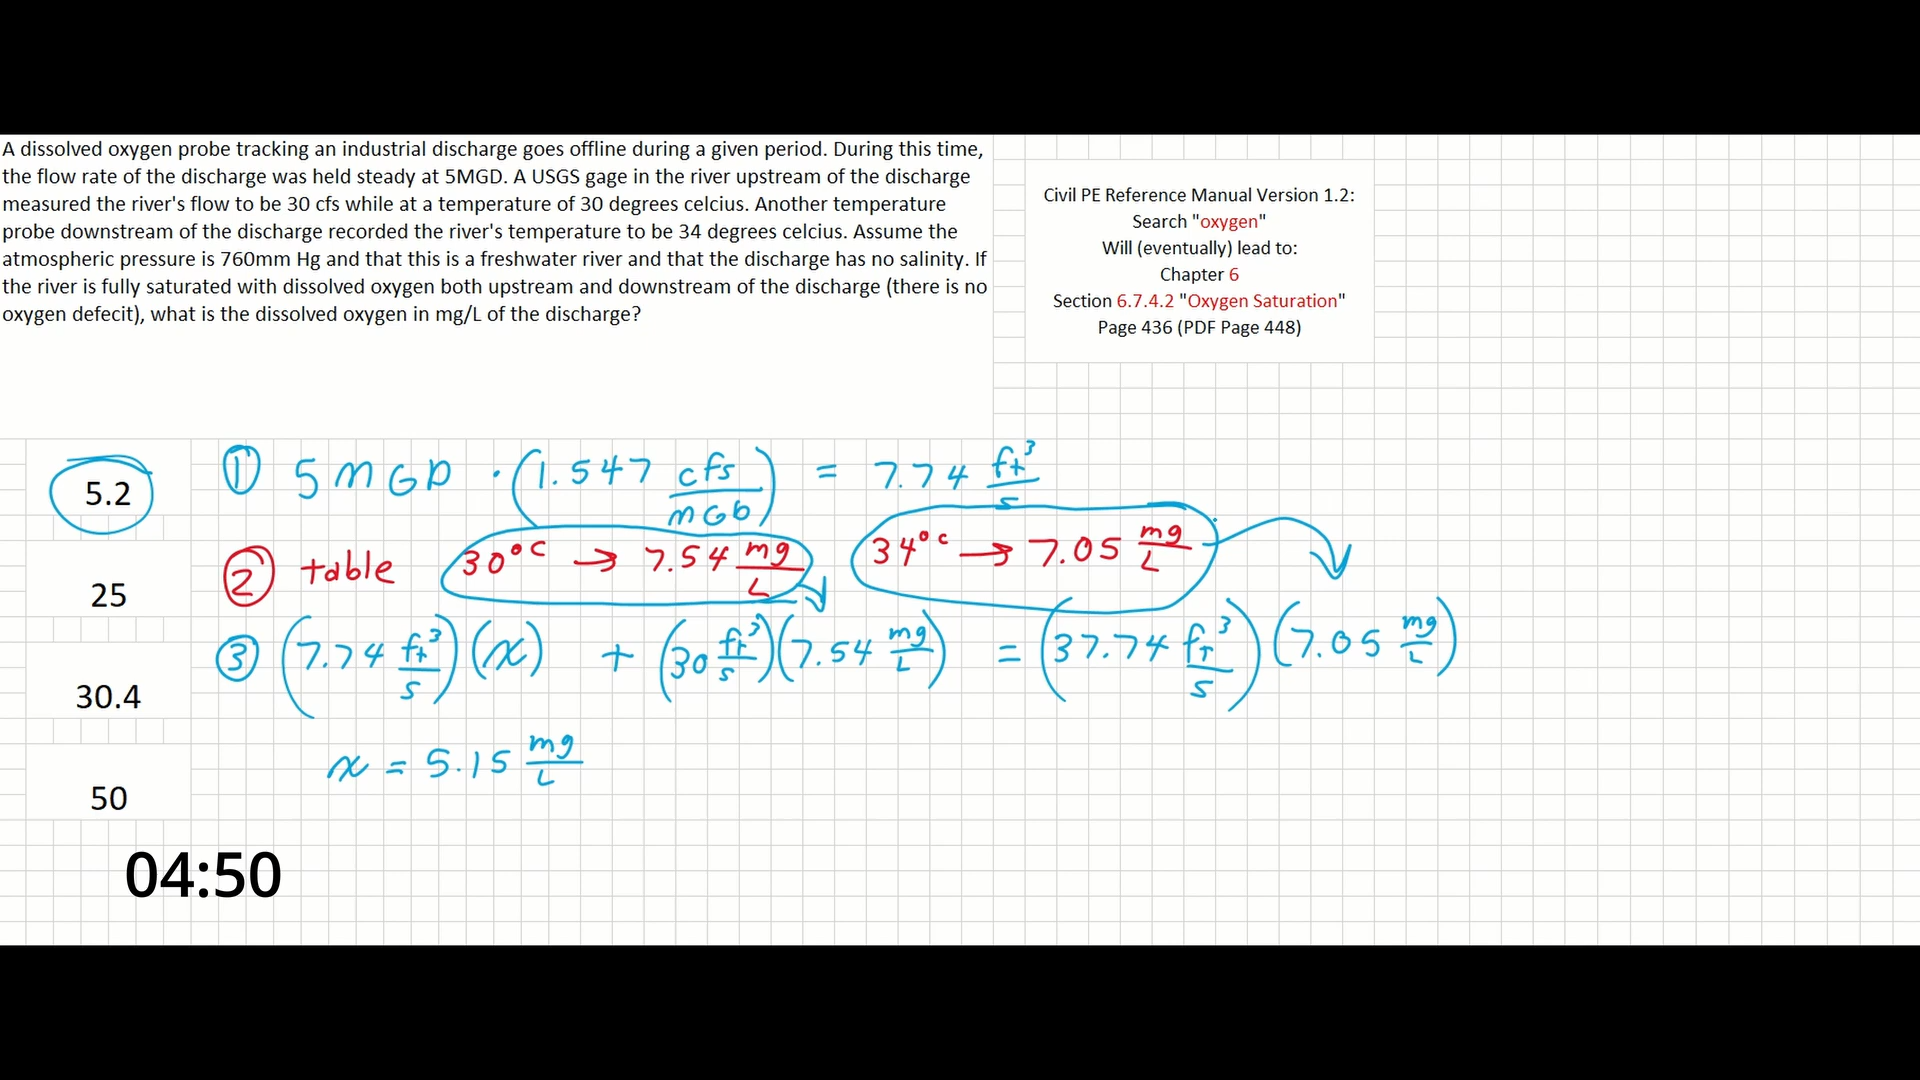 A dissolved oxygen probe tracking an industrial discharge goes offline during a given period. During this time,
the flow rate of the discharge was held steady at 5MGD. A USGS gage in the river upstream of the discharge
measured the river's flow to be 30 cfs while at a temperature of 30 degrees celcius. Another temperature
probe downstream of the discharge recorded the river's temperature to be 34 degrees celcius. Assume the
atmospheric pressure is 760mm Hg and that this is a freshwater river and that the discharge has no salinity. If
the river is fully saturated with dissolved oxygen both upstream and downstream of the discharge (there is no
oxygen defecit), what is the dissolved oxygen in mg/L of the discharge?
Civil PE Reference Manual Version 1.2:
Search "oxygen"
Will (eventually) lead to:
Chapter 6
Section 6.7.4.2 "Oxygen Saturation"
Page 436 (PDF Page 448)
5.2
25
30.4
50
① 5 MGD · (1.547 cfs/MGD) = 7.74 ft³/s
② table 30°C → 7.54 mg/L 34°C → 7.05 mg/L
③ (7.74 ft³/s)(x) + (30 ft³/s)(7.54 mg/L) = (37.74 ft³/s)(7.05 mg/L)
x = 5.15 mg/L
04:50